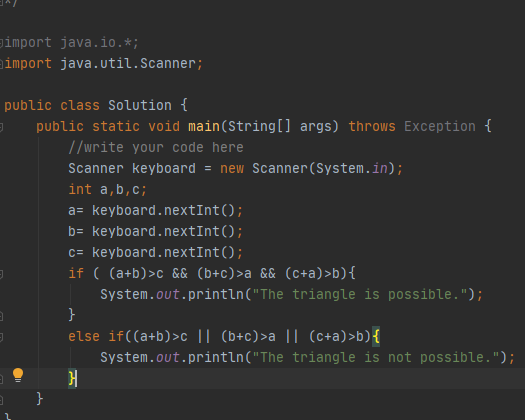 */
import java.io.*;
import java.util.Scanner;
public class Solution {
public static void main(String[] args) throws Exception {
//write your code here
Scanner keyboard = new Scanner(System.in);
int a,b,c;
a= keyboard.nextInt();
b= keyboard.nextInt();
c= keyboard.nextInt();
if ( (a+b)>c && (b+c)>a && (c+a)>b){
System.out.println("The triangle is possible.");
}
else if((a+b)>c || (b+c)>a || (c+a)>b){
System.out.println("The triangle is not possible.");
}
}
}